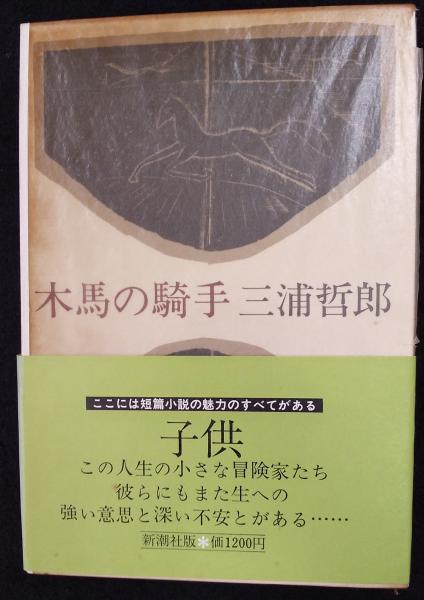 木馬の騎手 三浦哲郎
ここには短篇小説の魅力のすべてがある
子供
この人生の小さな冒険家たち
彼らにもまた生への
強い意思と深い不安とがある……
新潮社版＊価1200円